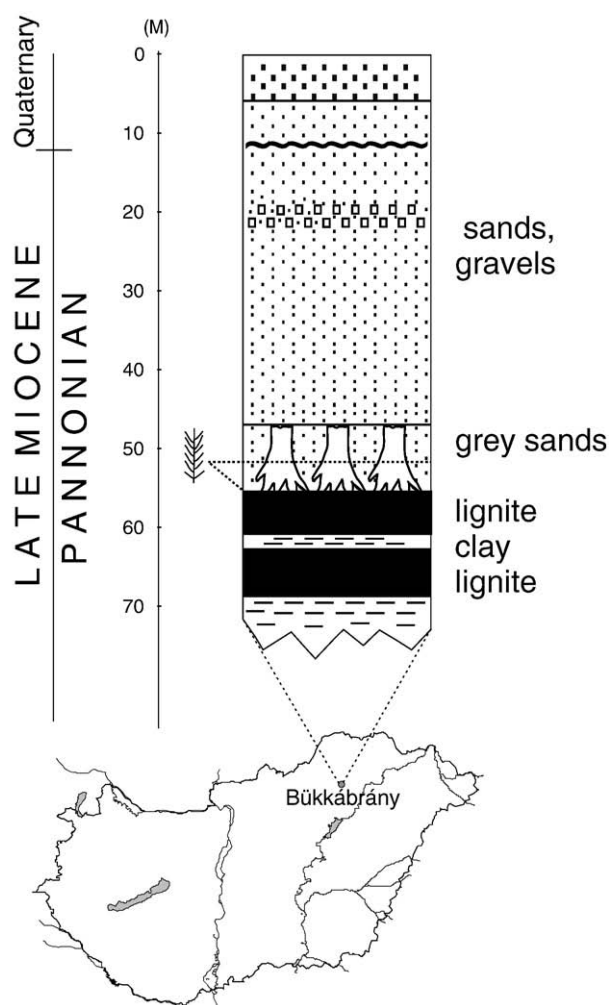 (M)
0
10
20
30
40
50
60
70
Quaternary
LATE MIOCENE
PANNONIAN
sands,
gravels
grey sands
lignite
clay
lignite
Bükkábrány